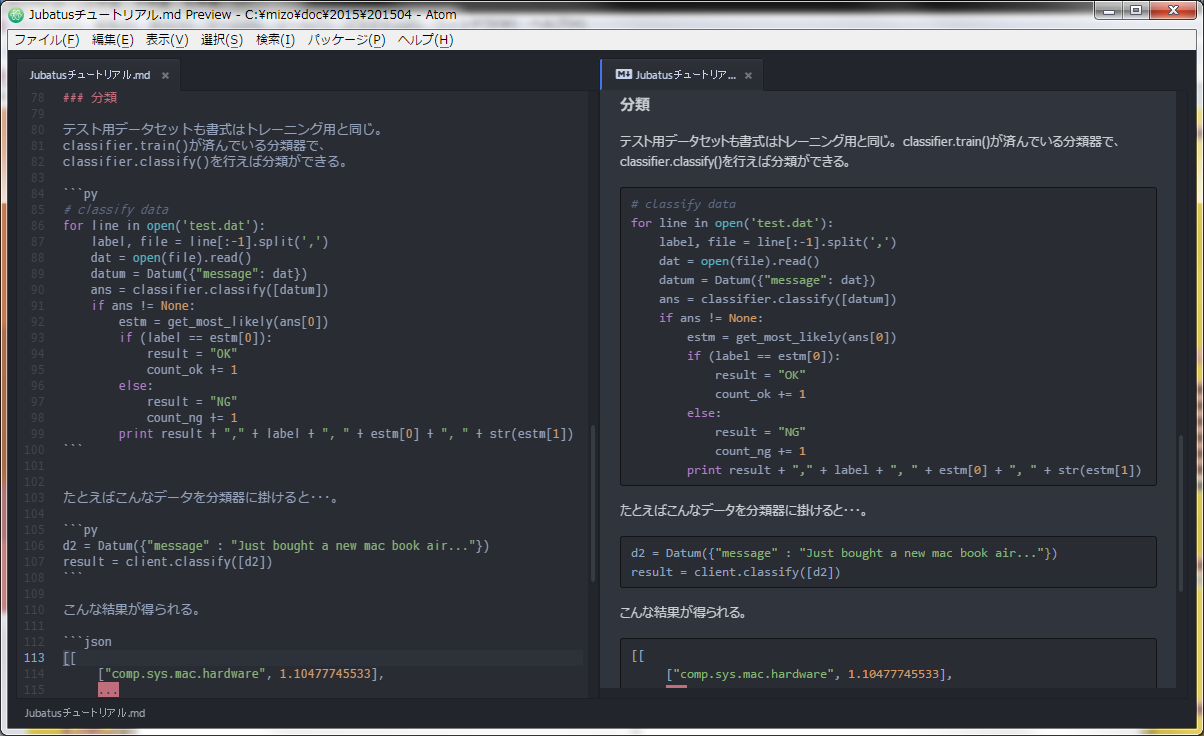 Jubatusチュートリアル.md Preview - C:¥mizo¥doc¥2015¥201504 - Atom
ファイル(F) 編集(E) 表示(V) 選択(S) 検索(I) パッケージ(P) ヘルプ(H)
Jubatusチュートリアル.md ×
78 ### 分類
79
80 テスト用データセットも書式はトレーニング用と同じ。
81 classifier.train()が済んでいる分類器で、
82 classifier.classify()を行えば分類ができる。
83
84 ```py
85 # classify data
86 for line in open('test.dat'):
87     label, file = line[:-1].split(',')
88     dat = open(file).read()
89     datum = Datum({"message": dat})
90     ans = classifier.classify([datum])
91     if ans != None:
92         estm = get_most_likely(ans[0])
93         if (label == estm[0]):
94             result = "OK"
95             count_ok += 1
96         else:
97             result = "NG"
98             count_ng += 1
99         print result + "," + label + ", " + estm[0] + ", " + str(estm[1])
100 ```
101
102
103 たとえばこんなデータを分類器に掛けると･･･。
104
105 ```py
106 d2 = Datum({"message" : "Just bought a new mac book air..."})
107 result = client.classify([d2])
108 ```
109
110 こんな結果が得られる。
111
112 ```json
113 [[
114     ["comp.sys.mac.hardware", 1.10477745533],
115     ...
M↓ Jubatusチュートリア... ×
分類
テスト用データセットも書式はトレーニング用と同じ。classifier.train()が済んでいる分類器で、
classifier.classify()を行えば分類ができる。
# classify data
for line in open('test.dat'):
    label, file = line[:-1].split(',')
    dat = open(file).read()
    datum = Datum({"message": dat})
    ans = classifier.classify([datum])
    if ans != None:
        estm = get_most_likely(ans[0])
        if (label == estm[0]):
            result = "OK"
            count_ok += 1
        else:
            result = "NG"
            count_ng += 1
        print result + "," + label + ", " + estm[0] + ", " + str(estm[1])
たとえばこんなデータを分類器に掛けると･･･。
d2 = Datum({"message" : "Just bought a new mac book air..."})
result = client.classify([d2])
こんな結果が得られる。
[[
    ["comp.sys.mac.hardware", 1.10477745533],
Jubatusチュートリアル.md